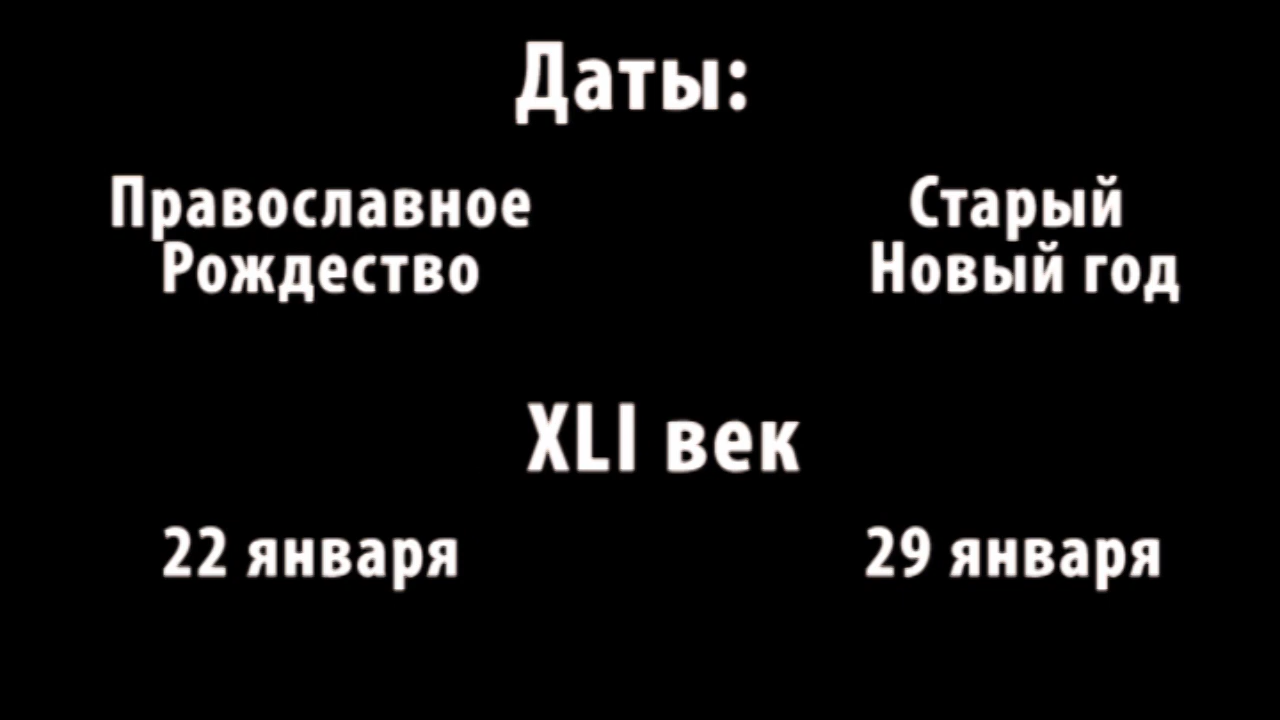 Даты:
Православное
Рождество
Старый
Новый год
XLI век
22 января
29 января